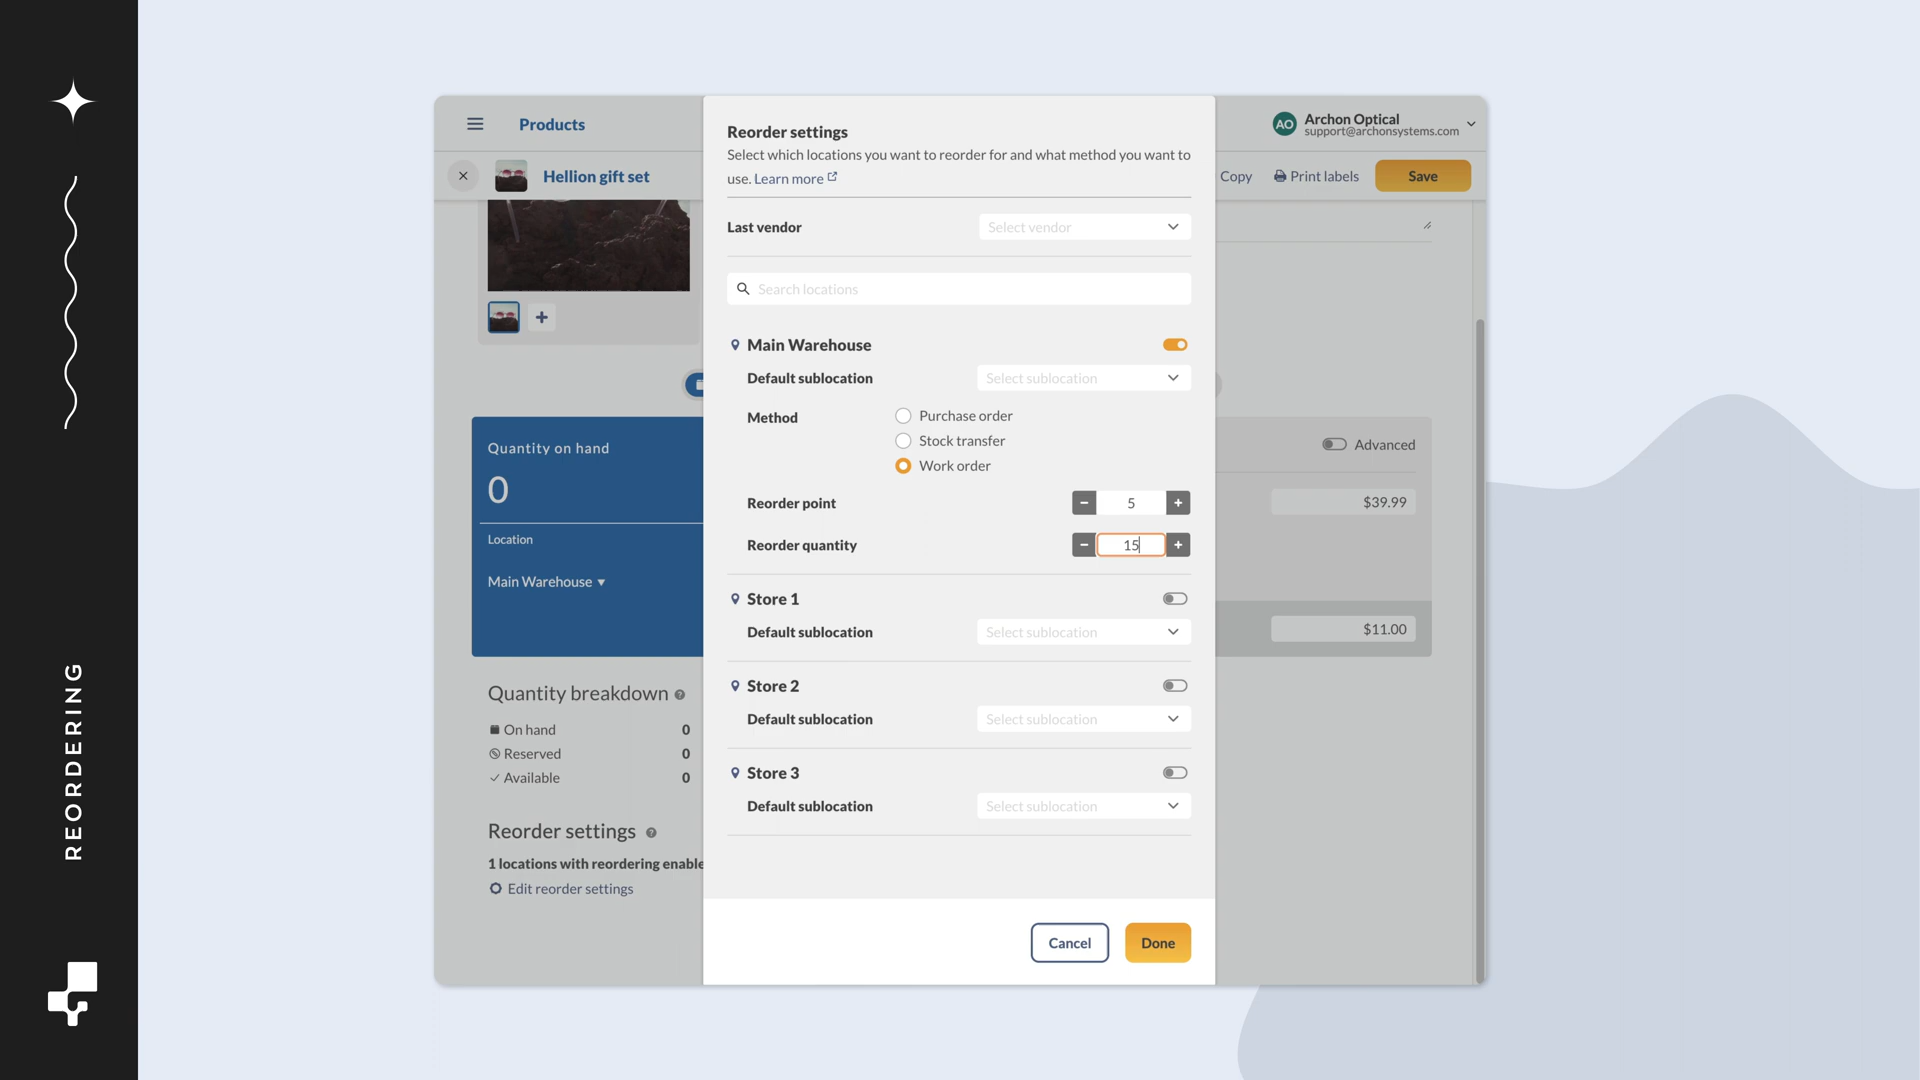 REORDERING
Products
AO
Archon Optical
support@archonsystems.com
Hellion gift set
Copy
Print labels
Save
Quantity on hand
0
Location
Main Warehouse
Advanced
$39.99
$11.00
Quantity breakdown
On hand 0
Reserved 0
Available 0
Reorder settings
1 locations with reordering enable
Edit reorder settings
Reorder settings
Select which locations you want to reorder for and what method you want to
use. Learn more
Last vendor
Select vendor
Search locations
Main Warehouse
Default sublocation
Select sublocation
Method
Purchase order
Stock transfer
Work order
Reorder point
5
Reorder quantity
15
Store 1
Default sublocation
Select sublocation
Store 2
Default sublocation
Select sublocation
Store 3
Default sublocation
Select sublocation
Cancel
Done